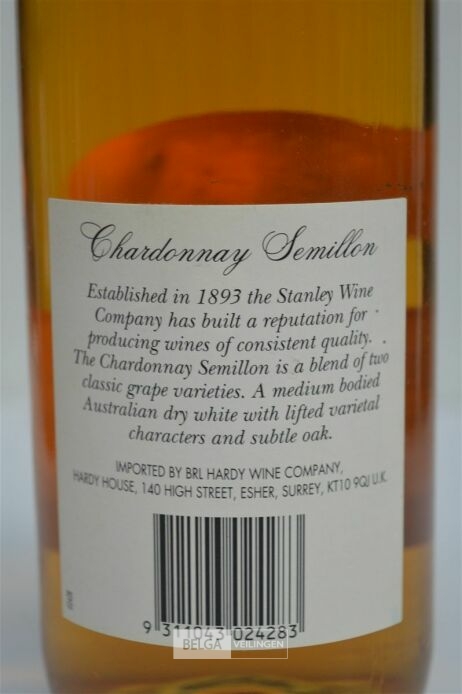 Chardonnay Semillon
Established in 1893 the Stanley Wine
Company has built a reputation for
producing wines of consistent quality.
The Chardonnay Semillon is a blend of two
classic grape varieties. A medium bodied
Australian dry white with lifted varietal
characters and subtle oak.
IMPORTED BY BRL HARDY WINE COMPANY,
HARDY HOUSE, 140 HIGH STREET, ESHER, SURREY, KT10 9QJ U.K.
9 311043 024283
BELGA VEILINGEN